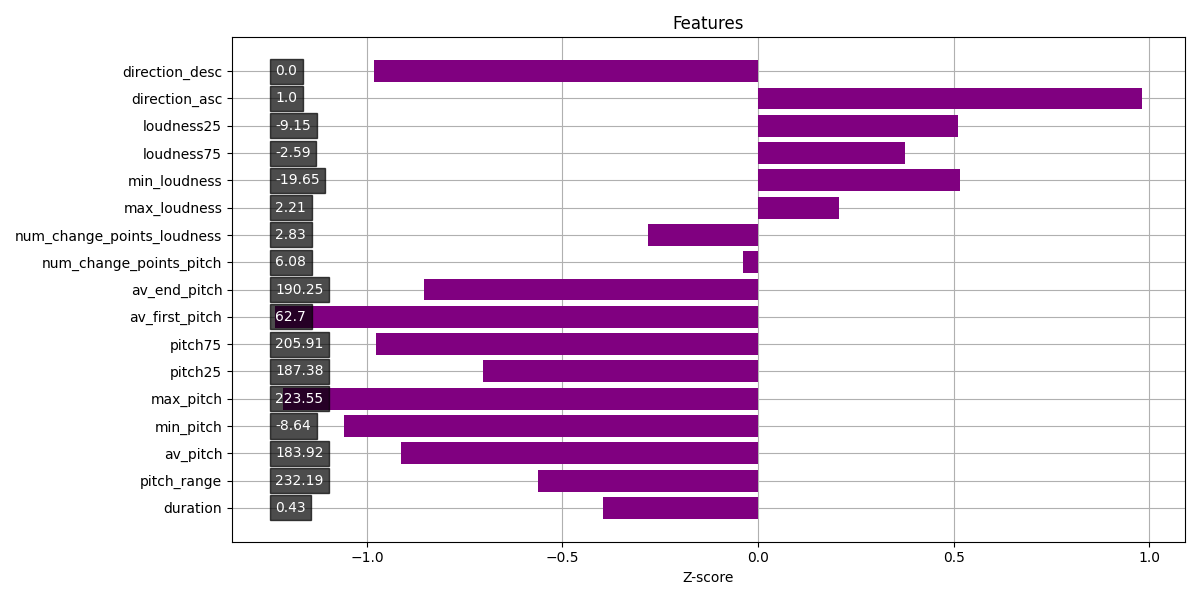 Features
direction_desc 0.0
direction_asc 1.0
loudness25 -9.15
loudness75 -2.59
min_loudness -19.65
max_loudness 2.21
num_change_points_loudness 2.83
num_change_points_pitch 6.08
av_end_pitch 190.25
av_first_pitch 62.7
pitch75 205.91
pitch25 187.38
max_pitch 223.55
min_pitch -8.64
av_pitch 183.92
pitch_range 232.19
duration 0.43
−1.0 −0.5 0.0 0.5 1.0
Z-score